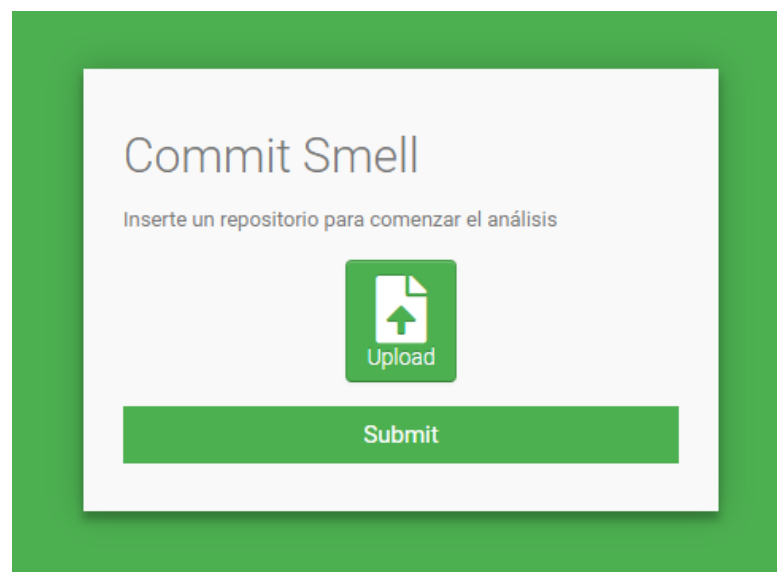 Commit Smell
Inserte un repositorio para comenzar el análisis
Upload
Submit